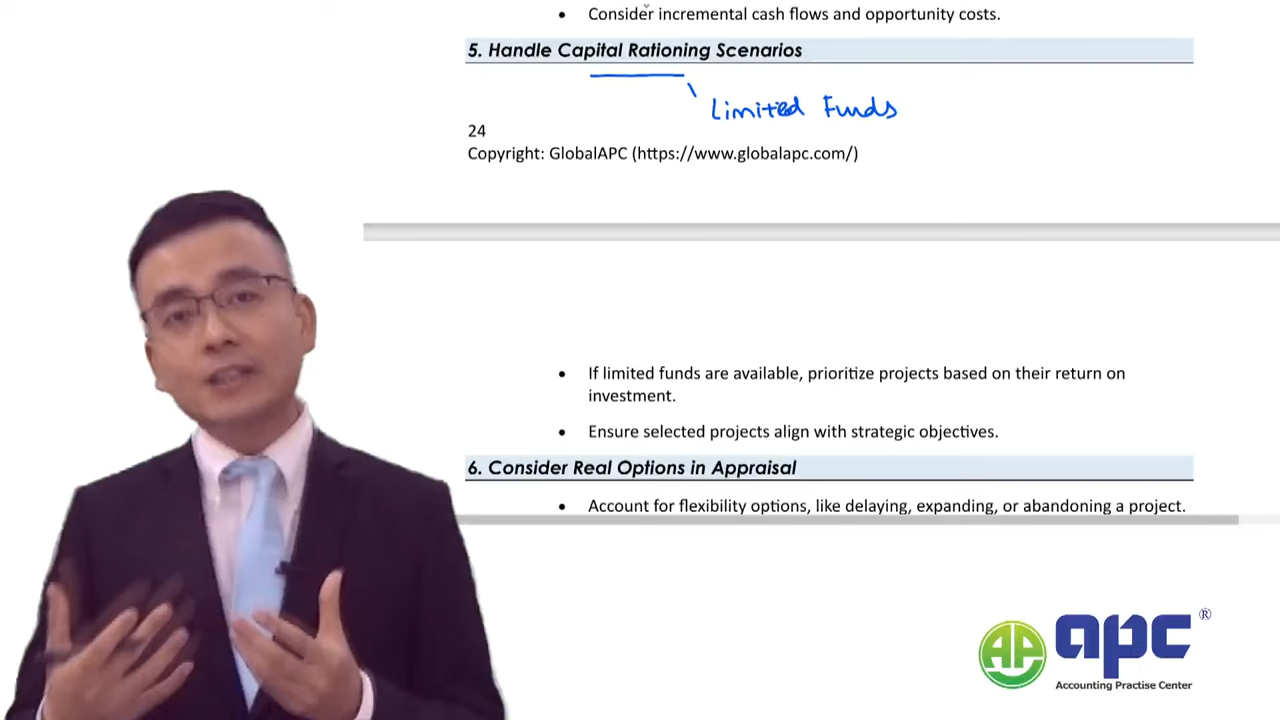 • Consider incremental cash flows and opportunity costs.
5. Handle Capital Rationing Scenarios
Limited Funds
24
Copyright: GlobalAPC (https://www.globalapc.com/)
• If limited funds are available, prioritize projects based on their return on
investment.
• Ensure selected projects align with strategic objectives.
6. Consider Real Options in Appraisal
• Account for flexibility options, like delaying, expanding, or abandoning a project.
AP apc ®
Accounting Practise Center